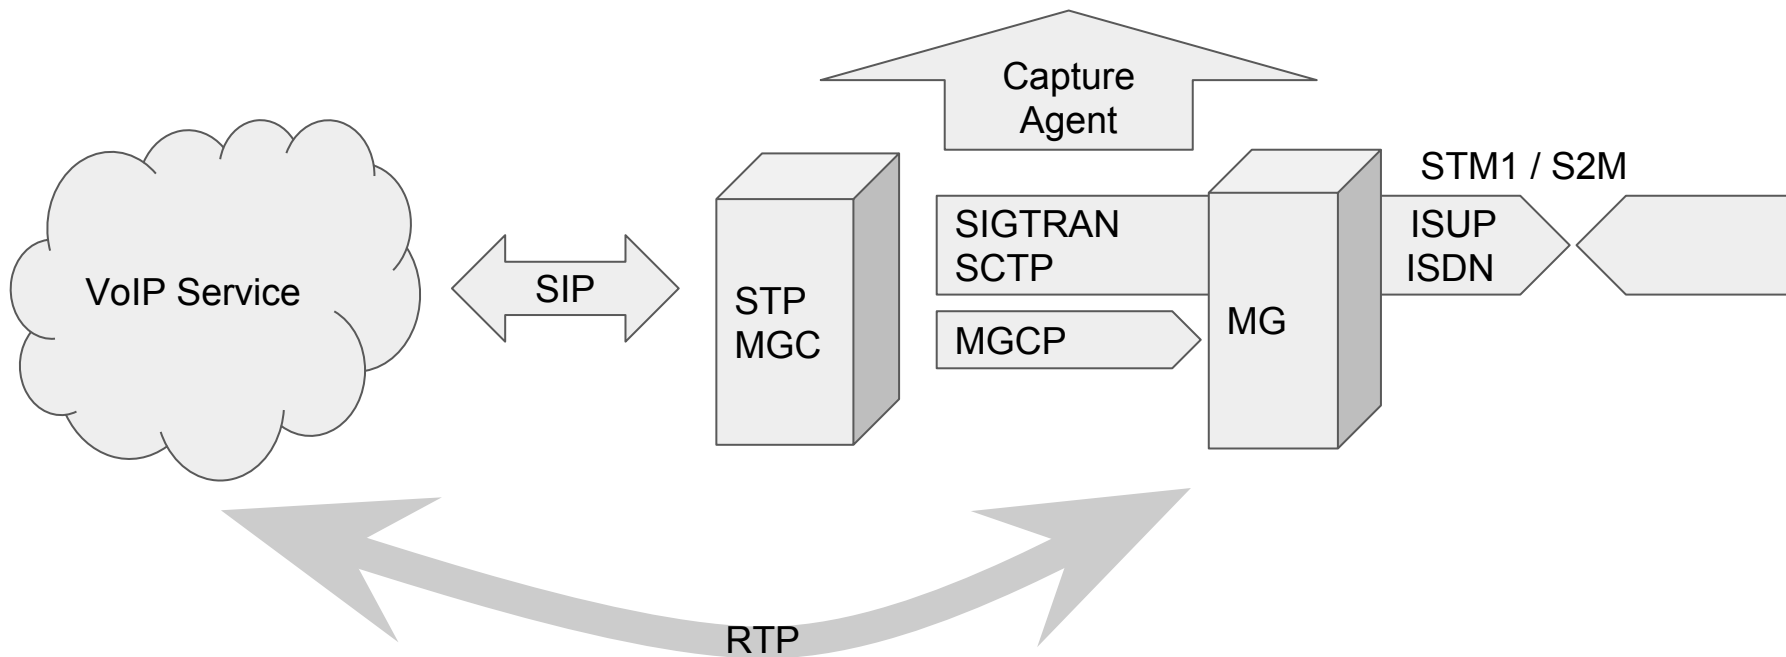 Capture
Agent
STM1 / S2M
SIGTRAN
SCTP
ISUP
ISDN
VoIP Service
SIP
STP
MGC
MGCP
MG
RTP